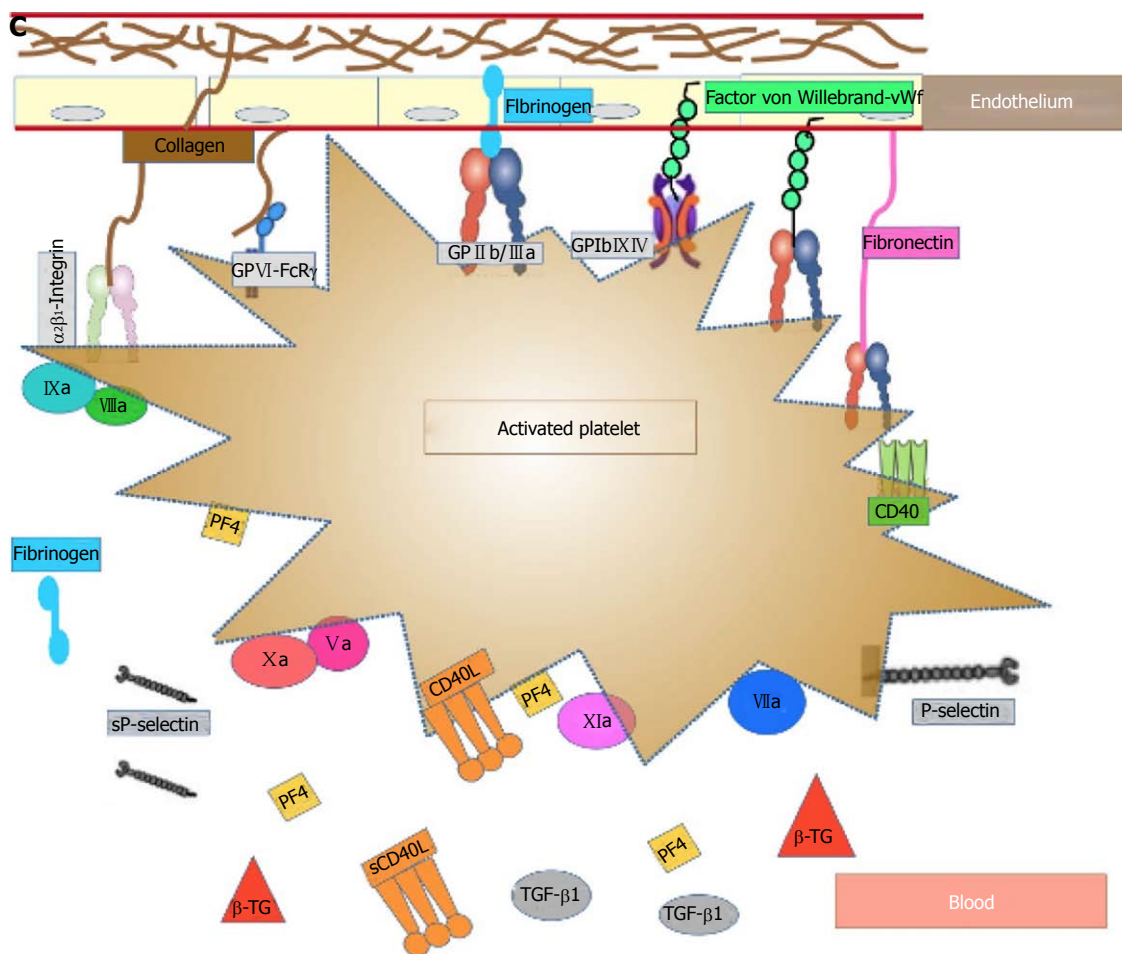 C
FIbrinogen
Factor von Willebrand-vWf
Endothelium
Collagen
GPⅥ-FcRγ
GPⅡb/Ⅲa
GPIbⅨⅣ
Fibronectin
α2β1-Integrin
Ⅸa
Ⅷa
Activated platelet
CD40
PF4
Fibrinogen
Ⅹa
Ⅴa
CD40L
PF4
Ⅺa
Ⅶa
sP-selectin
P-selectin
PF4
β-TG
sCD40L
PF4
β-TG
TGF-β1
TGF-β1
Blood